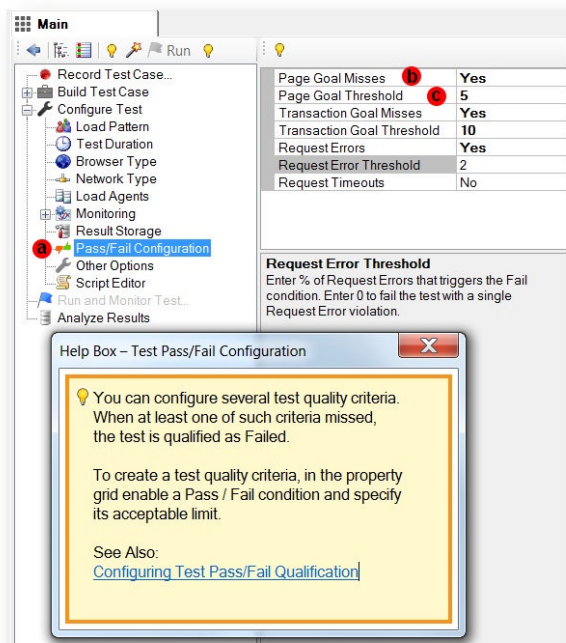 Main
Run
Record Test Case...
Build Test Case
Configure Test
Load Pattern
Test Duration
Browser Type
Network Type
Load Agents
Monitoring
Result Storage
a
Pass/Fail Configuration
Other Options
Script Editor
Run and Monitor Test...
Analyze Results
Page Goal Misses b Yes
Page Goal Threshold c 5
Transaction Goal Misses Yes
Transaction Goal Threshold 10
Request Errors Yes
Request Error Threshold 2
Request Timeouts No
Request Error Threshold
Enter % of Request Errors that triggers the Fail
condition. Enter 0 to fail the test with a single
Request Error violation.
Help Box – Test Pass/Fail Configuration
You can configure several test quality criteria.
When at least one of such criteria missed,
the test is qualified as Failed.
To create a test quality criteria, in the property
grid enable a Pass / Fail condition and specify
its acceptable limit.
See Also:
Configuring Test Pass/Fail Qualification